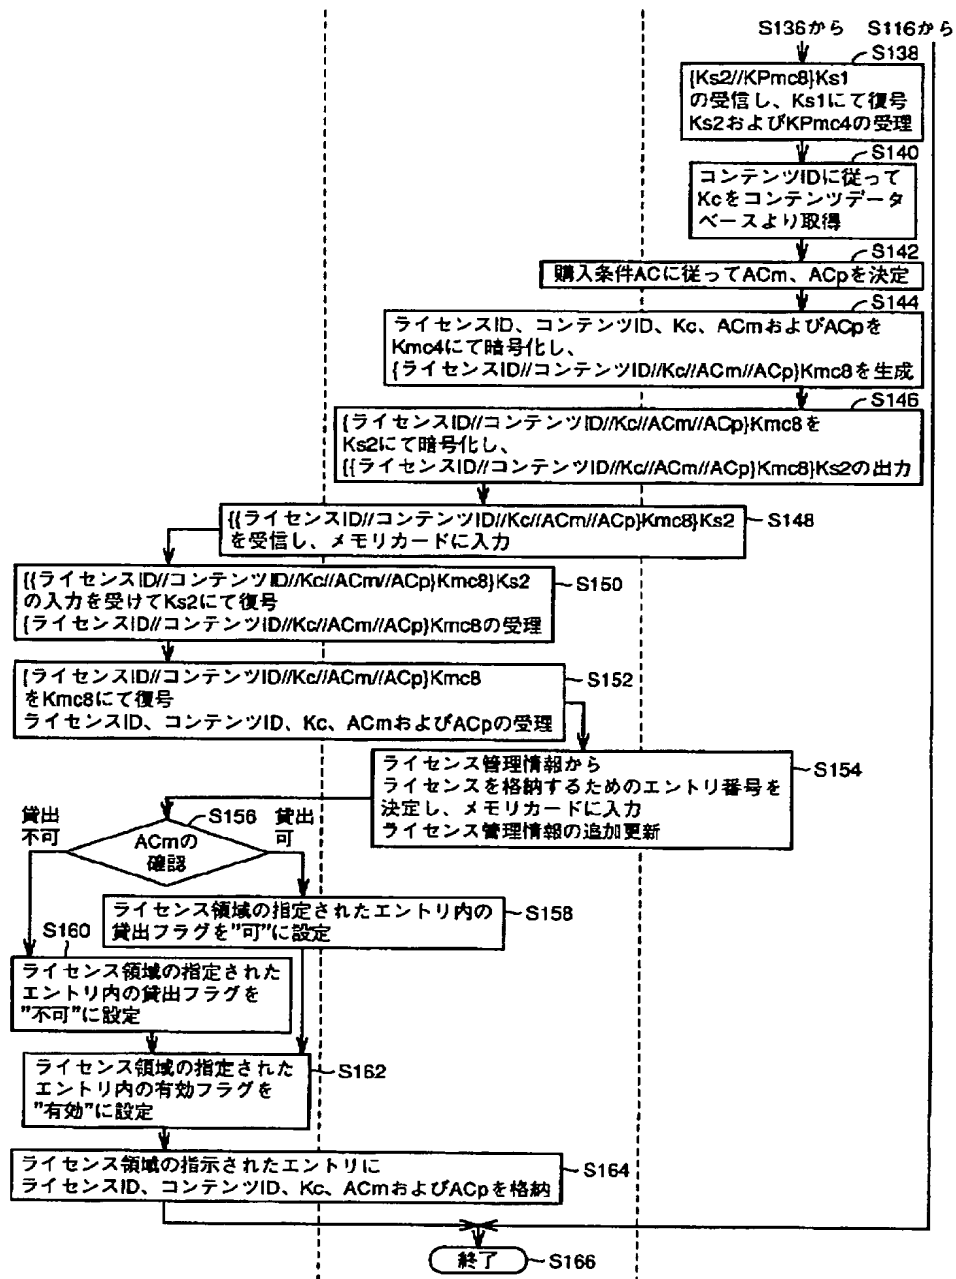 S136から S116から
S138
{Ks2//KPmc8}Ks1
の受信し、Ks1にて復号
Ks2およびKPmc4の受理
S140
コンテンツIDに従って
Kcをコンテンツデータ
ベースより取得
S142
購入条件ACに従ってACm、ACpを決定
S144
ライセンスID、コンテンツID、Kc、ACmおよびACpを
Kmc4にて暗号化し、
{ライセンスID//コンテンツID//Kc//ACm//ACp}Kmc8を生成
S146
{ライセンスID//コンテンツID//Kc//ACm//ACp}Kmc8を
Ks2にて暗号化し、
{{ライセンスID//コンテンツID//Kc//ACm//ACp}Kmc8}Ks2の出力
S148
{{ライセンスID//コンテンツID//Kc//ACm//ACp}Kmc8}Ks2
を受信し、メモリカードに入力
S150
{{ライセンスID//コンテンツID//Kc//ACm//ACp}Kmc8}Ks2
の入力を受けてKs2にて復号
{ライセンスID//コンテンツID//Kc//ACm//ACp}Kmc8の受理
S152
{ライセンスID//コンテンツID//Kc//ACm//ACp}Kmc8
をKmc8にて復号
ライセンスID、コンテンツID、Kc、ACmおよびACpの受理
S154
ライセンス管理情報から
ライセンスを格納するためのエントリ番号を
決定し、メモリカードに入力
ライセンス管理情報の追加更新
S156
貸出
不可
貸出
可
ACmの
確認
S158
ライセンス領域の指定されたエントリ内の
貸出フラグを"可"に設定
S160
ライセンス領域の指定された
エントリ内の貸出フラグを
"不可"に設定
S162
ライセンス領域の指定された
エントリ内の有効フラグを
"有効"に設定
S164
ライセンス領域の指示されたエントリに
ライセンスID、コンテンツID、Kc、ACmおよびACpを格納
終了
S166